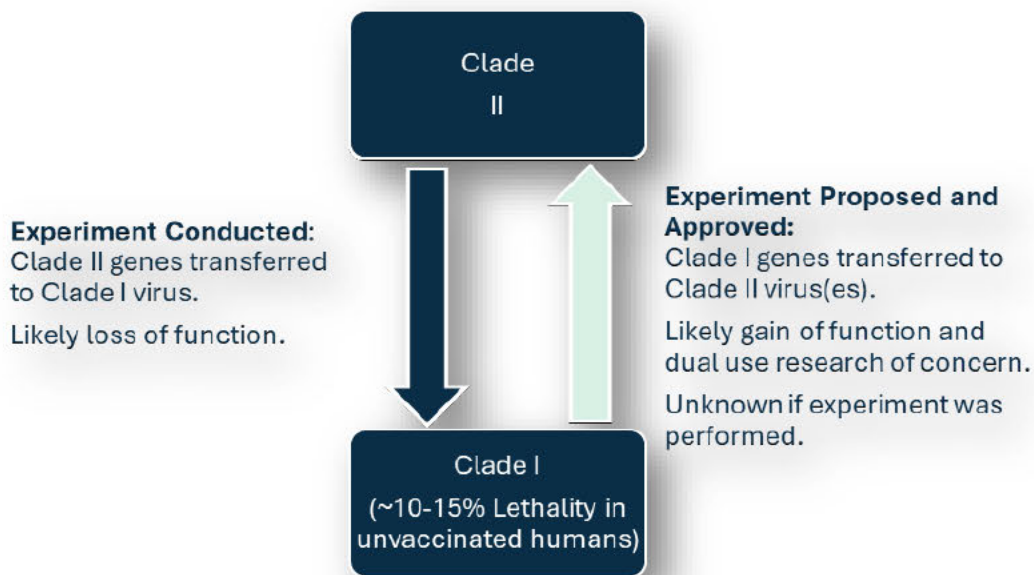 Clade
II
Experiment Conducted:
Clade II genes transferred
to Clade I virus.
Likely loss of function.
Experiment Proposed and
Approved:
Clade I genes transferred to
Clade II virus(es).
Likely gain of function and
dual use research of concern.
Unknown if experiment was
performed.
Clade I
(~10-15% Lethality in
unvaccinated humans)